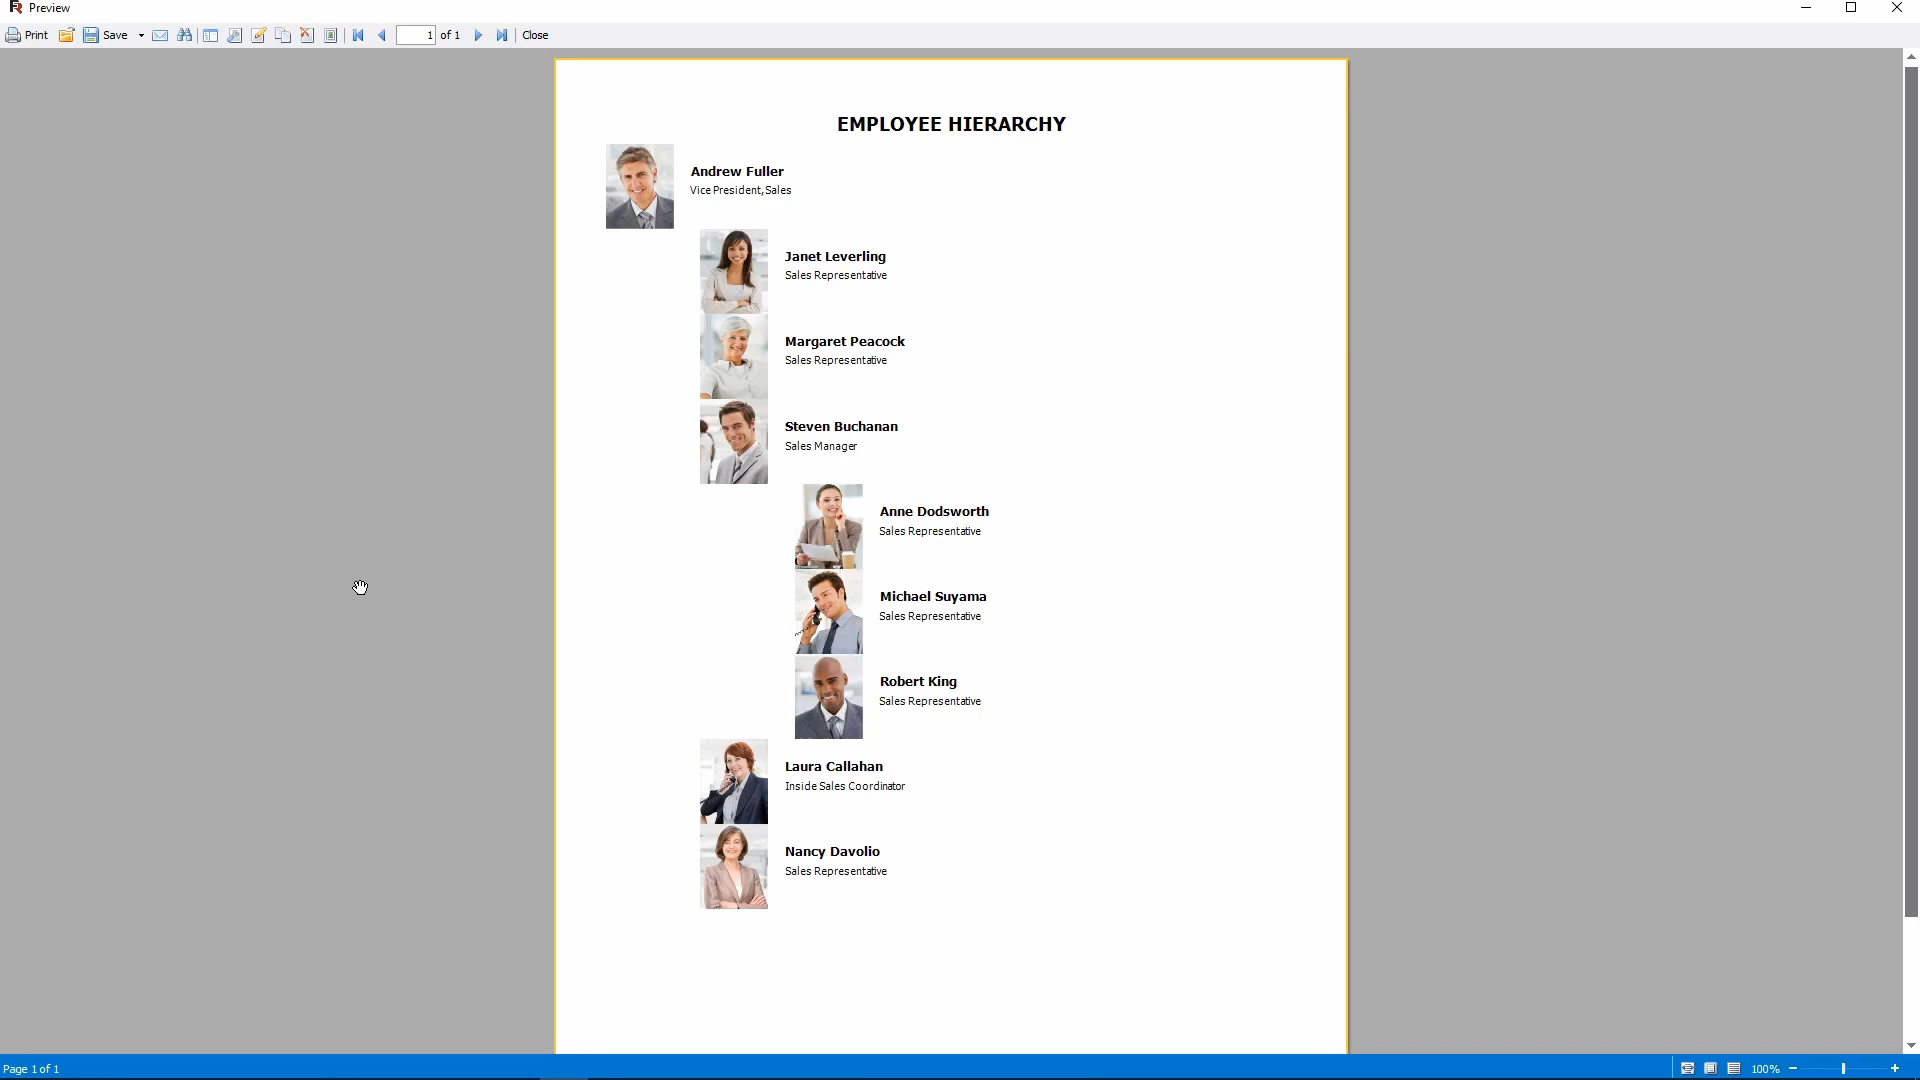 Preview
Print Save 1 of 1 Close
EMPLOYEE HIERARCHY
Andrew Fuller
Vice President, Sales
Janet Leverling
Sales Representative
Margaret Peacock
Sales Representative
Steven Buchanan
Sales Manager
Anne Dodsworth
Sales Representative
Michael Suyama
Sales Representative
Robert King
Sales Representative
Laura Callahan
Inside Sales Coordinator
Nancy Davolio
Sales Representative
Page 1 of 1 100%